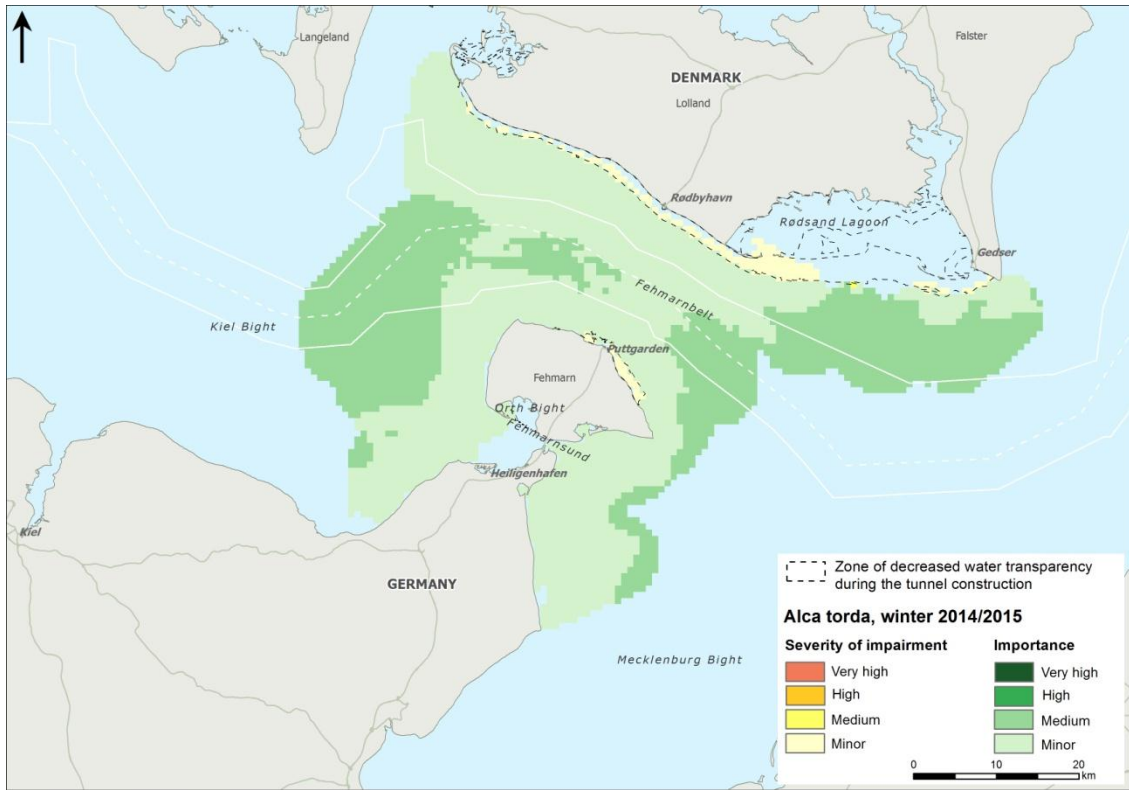 Langeland
Falster
DENMARK
Lolland
Rødbyhavn
Rødsand Lagoon
Gedser
Fehmarnbelt
Kiel Bight
Puttgarden
Fehmarn
Orth Bight
Fehmarnsund
Heiligenhafen
Kiel
GERMANY
Mecklenburg Bight
Zone of decreased water transparency
during the tunnel construction
Alca torda, winter 2014/2015
Severity of impairment Importance
Very high Very high
High High
Medium Medium
Minor Minor
0 10 20
km